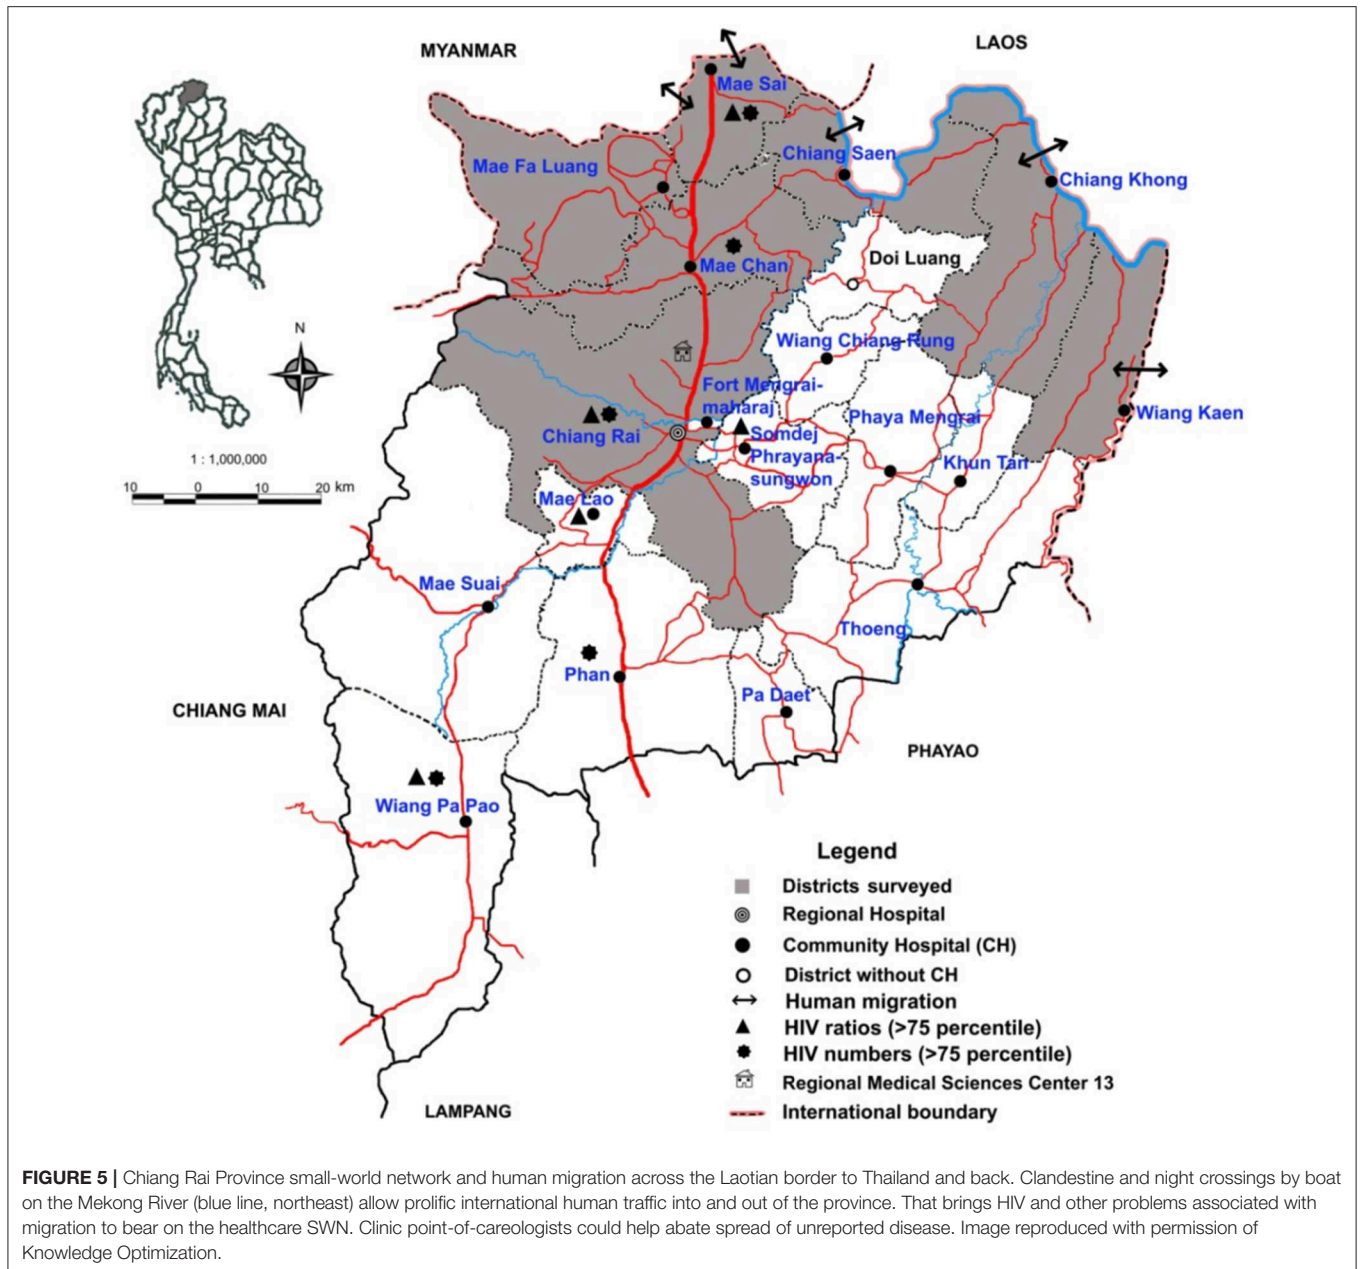 MYANMAR
LAOS
Mae Sai
Mae Fa Luang
Chiang Saen
Chiang Khong
Mae Chan
Doi Luang
N
Wiang Chiang Rung
Fort Mengrai-
maharaj
Phaya Mengrai
Wiang Kaen
Chiang Rai
Somdej
Phrayana-
sungwon
Khun Tan
1 : 1,000,000
10 0 10 20 km
Mae Lao
Mae Suai
Thoeng
Phan
Pa Daet
CHIANG MAI
PHAYAO
Wiang Pa Pao
Legend
Districts surveyed
Regional Hospital
Community Hospital (CH)
District without CH
Human migration
HIV ratios (>75 percentile)
HIV numbers (>75 percentile)
Regional Medical Sciences Center 13
International boundary
LAMPANG
FIGURE 5 | Chiang Rai Province small-world network and human migration across the Laotian border to Thailand and back. Clandestine and night crossings by boat
on the Mekong River (blue line, northeast) allow prolific international human traffic into and out of the province. That brings HIV and other problems associated with
migration to bear on the healthcare SWN. Clinic point-of-careologists could help abate spread of unreported disease. Image reproduced with permission of
Knowledge Optimization.